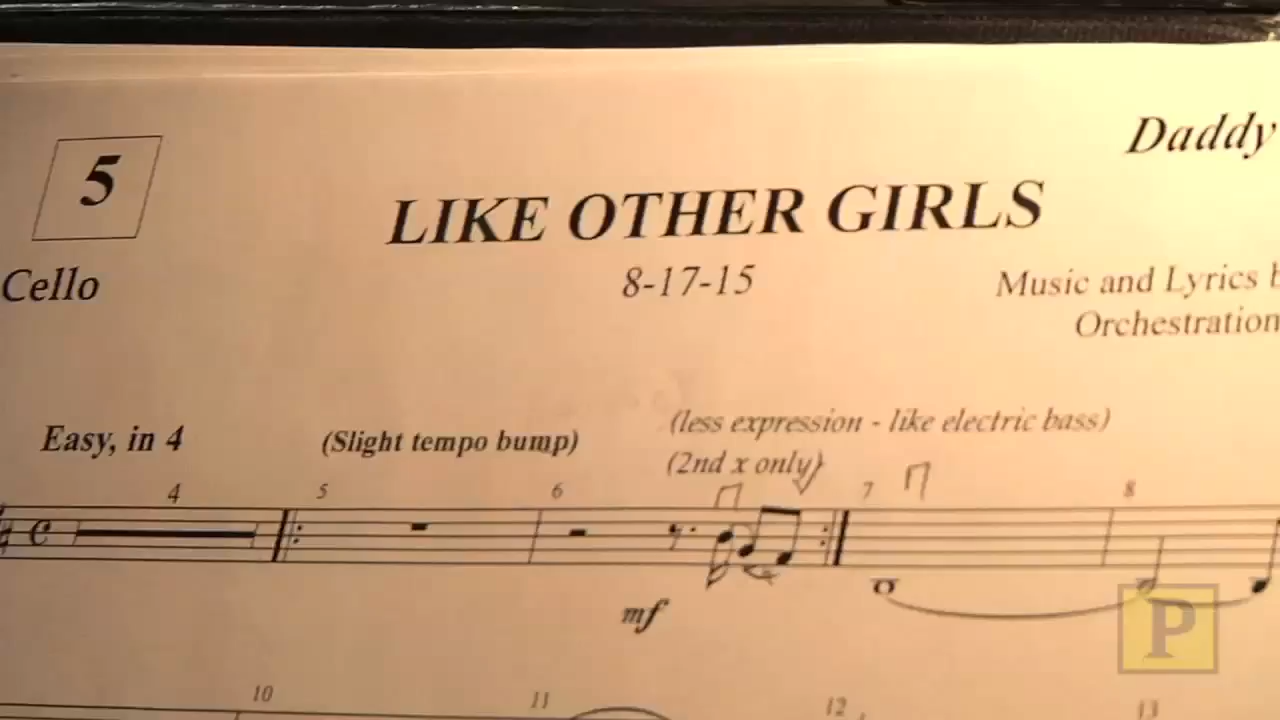 5
Daddy
LIKE OTHER GIRLS
Cello
8-17-15
Music and Lyrics
Orchestration
Easy, in 4
(Slight tempo bump)
(less expression - like electric bass)
(2nd x only)
4
5
6
7
8
mf
P
10
11
12
13